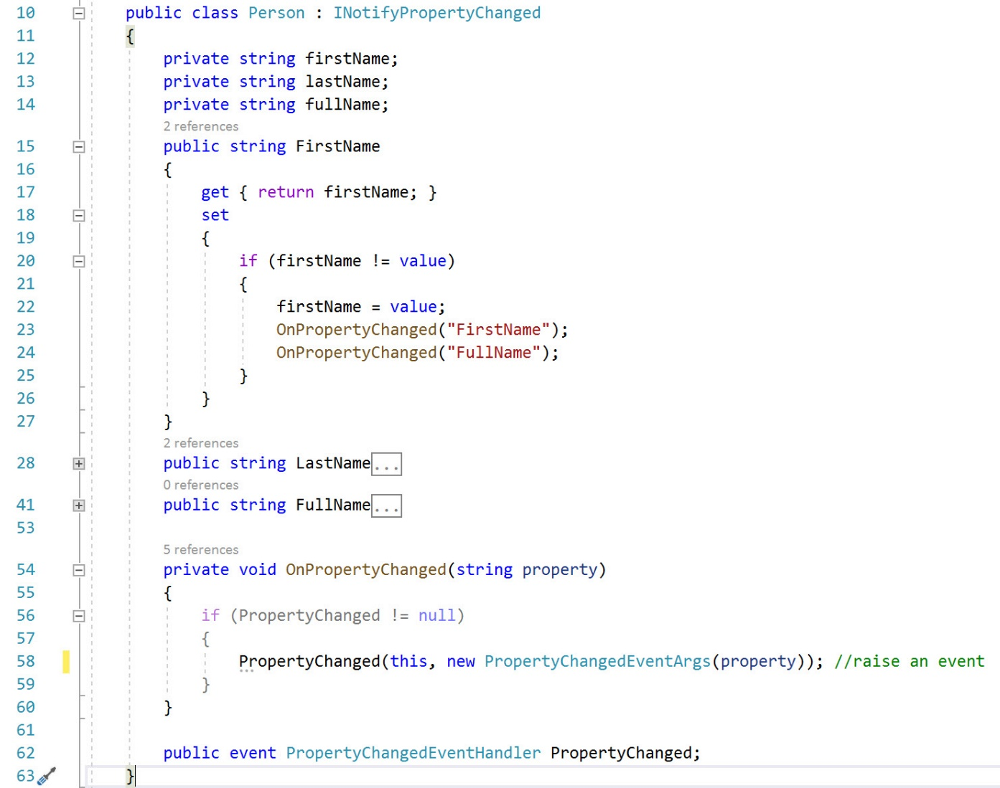 10 public class Person : INotifyPropertyChanged
11 {
12 private string firstName;
13 private string lastName;
14 private string fullName;
2 references
15 public string FirstName
16 {
17 get { return firstName; }
18 set
19 {
20 if (firstName != value)
21 {
22 firstName = value;
23 OnPropertyChanged("FirstName");
24 OnPropertyChanged("FullName");
25 }
26 }
27 }
2 references
28 public string LastName...
0 references
41 public string FullName...
53
5 references
54 private void OnPropertyChanged(string property)
55 {
56 if (PropertyChanged != null)
57 {
58 PropertyChanged(this, new PropertyChangedEventArgs(property)); //raise an event
59 }
60 }
61
62 public event PropertyChangedEventHandler PropertyChanged;
63 }